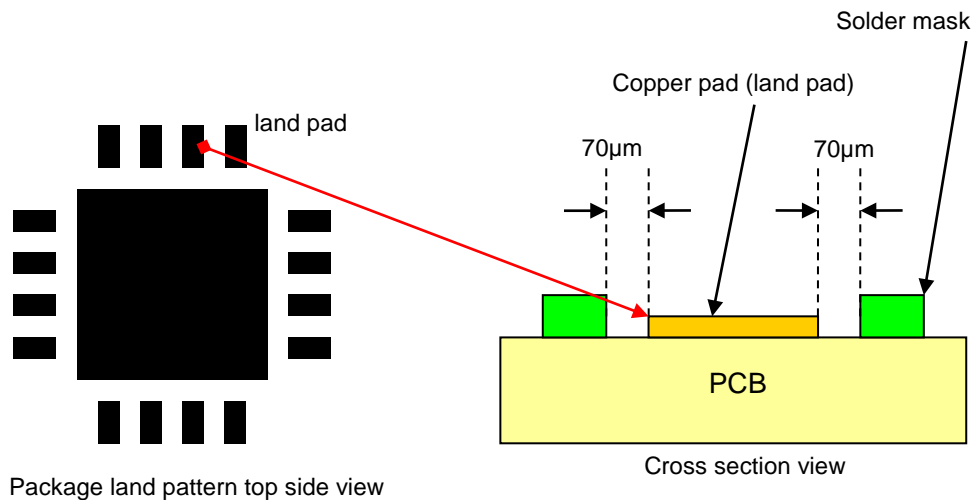 Solder mask
Copper pad (land pad)
land pad
70µm
70µm
PCB
Cross section view
Package land pattern top side view